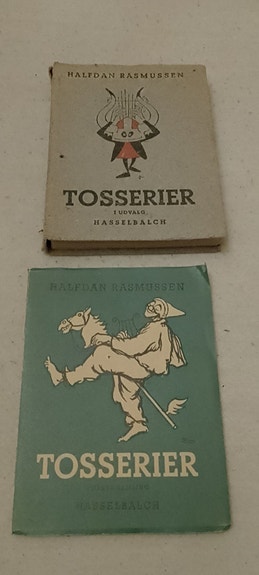 HALFDAN RASMUSSEN
TOSSERIER
I UDVALG
HASSELBALCH
HALFDAN RASMUSSEN
TOSSERIER
HASSELBALCH